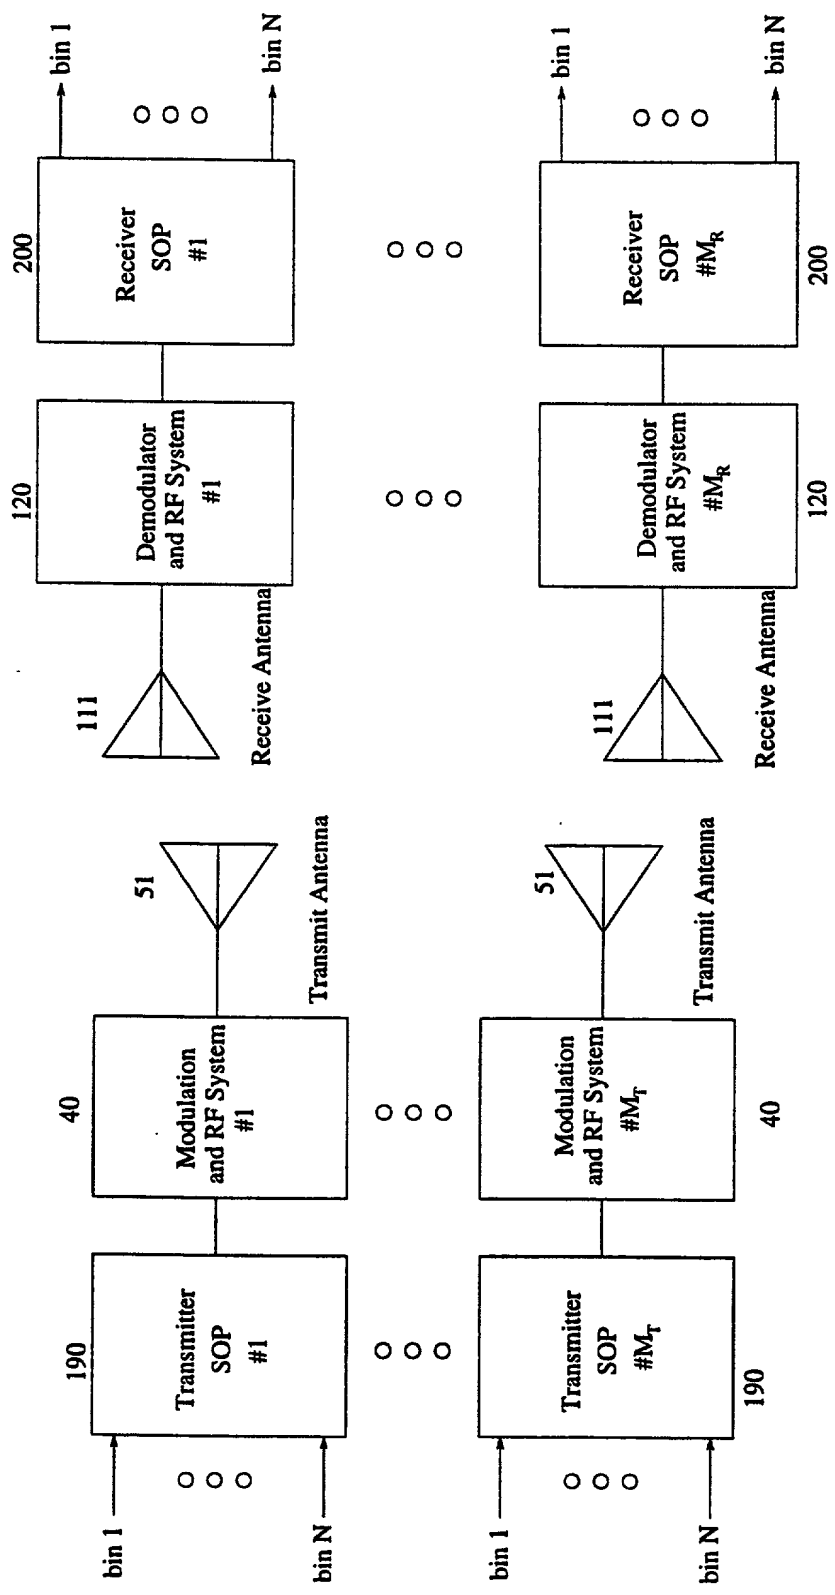 bin 1
bin N
190
Transmitter
SOP
#1
40
Modulation
and RF System
#1
51
Transmit Antenna
111
Receive Antenna
120
Demodulator
and RF System
#1
200
Receiver
SOP
#1
bin 1
bin N
bin 1
bin N
Transmitter
SOP
#M_T
190
Modulation
and RF System
#M_T
40
51
Transmit Antenna
111
Receive Antenna
Demodulator
and RF System
#M_R
120
Receiver
SOP
#M_R
200
bin 1
bin N